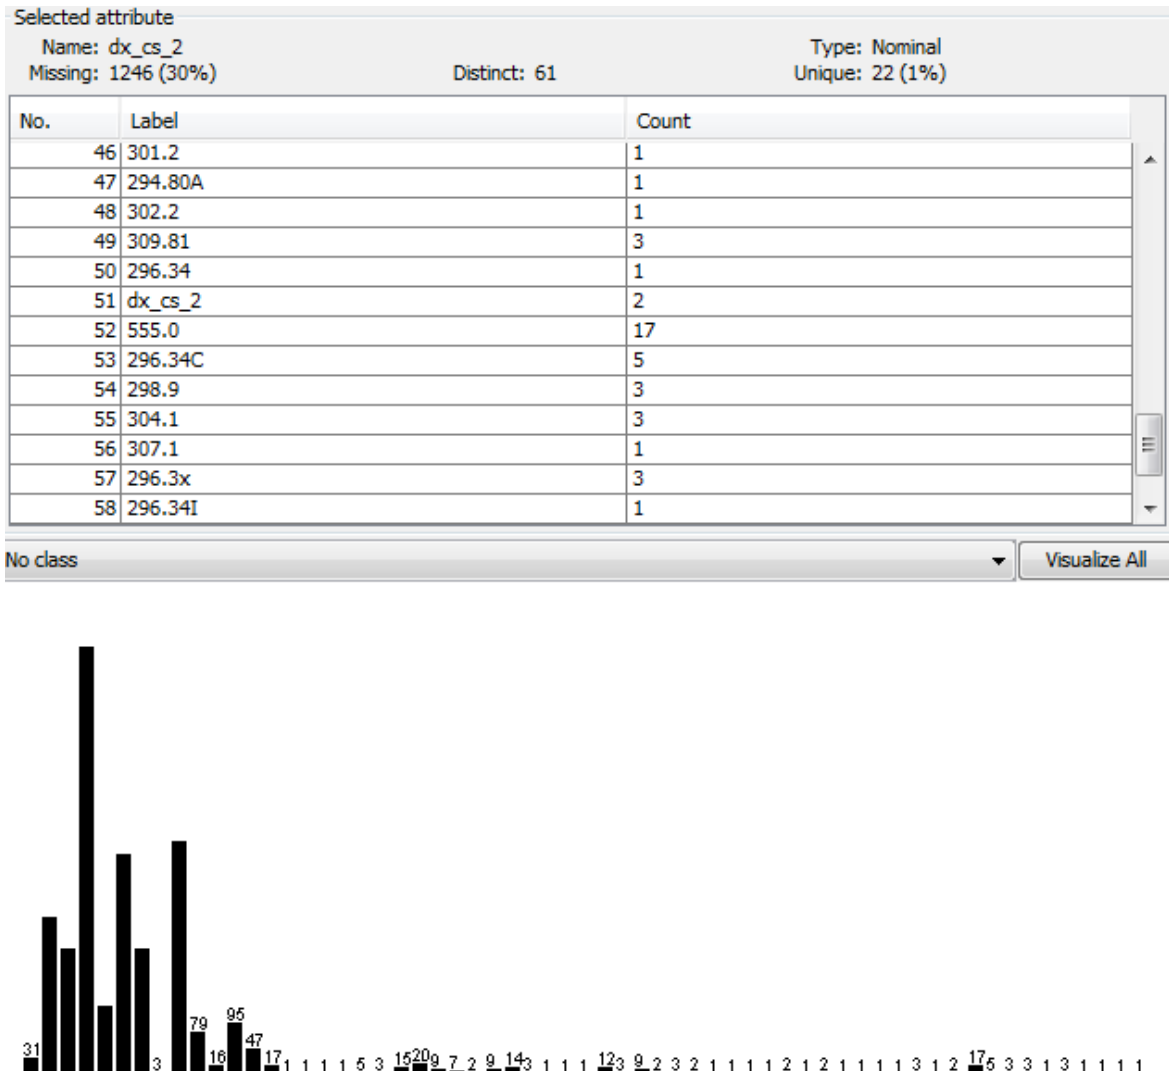 Selected attribute
Name: dx_cs_2 Type: Nominal
Missing: 1246 (30%) Distinct: 61 Unique: 22 (1%)
No. Label Count
46 301.2 1
47 294.80A 1
48 302.2 1
49 309.81 3
50 296.34 1
51 dx_cs_2 2
52 555.0 17
53 296.34C 5
54 298.9 3
55 304.1 3
56 307.1 1
57 296.3x 3
58 296.34I 1
No class Visualize All
31 3 79 16 95 47 17 1 1 1 1 5 3 15 20 9 7 2 9 14 3 1 1 1 12 3 9 2 3 2 1 1 1 1 2 1 2 1 1 1 1 3 1 2 17 5 3 3 1 3 1 1 1 1